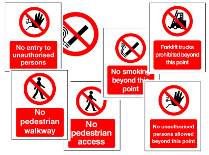 No entry to
unauthorised
persons
No smoking
beyond this
point
Forklift trucks
prohibited beyond
this point
No
pedestrian
walkway
No
pedestrian
access
No unauthorised
persons allowed
beyond this point